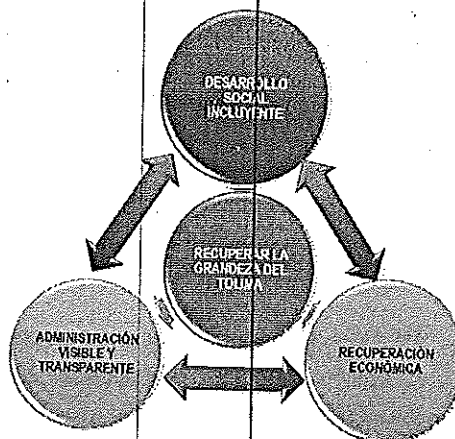 DESARROLLO
SOCIAL
INCLUYENTE
RECUPERAR LA
GRANDEZA DEL
TOLIMA
ADMINISTRACIÓN
VISIBLE Y
TRANSPARENTE
RECUPERACIÓN
ECONÓMICA